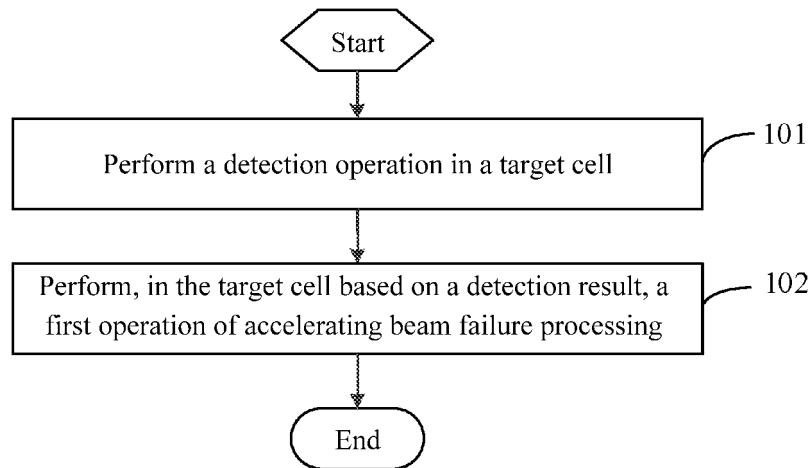 Start
Perform a detection operation in a target cell
101
Perform, in the target cell based on a detection result, a
first operation of accelerating beam failure processing
102
End